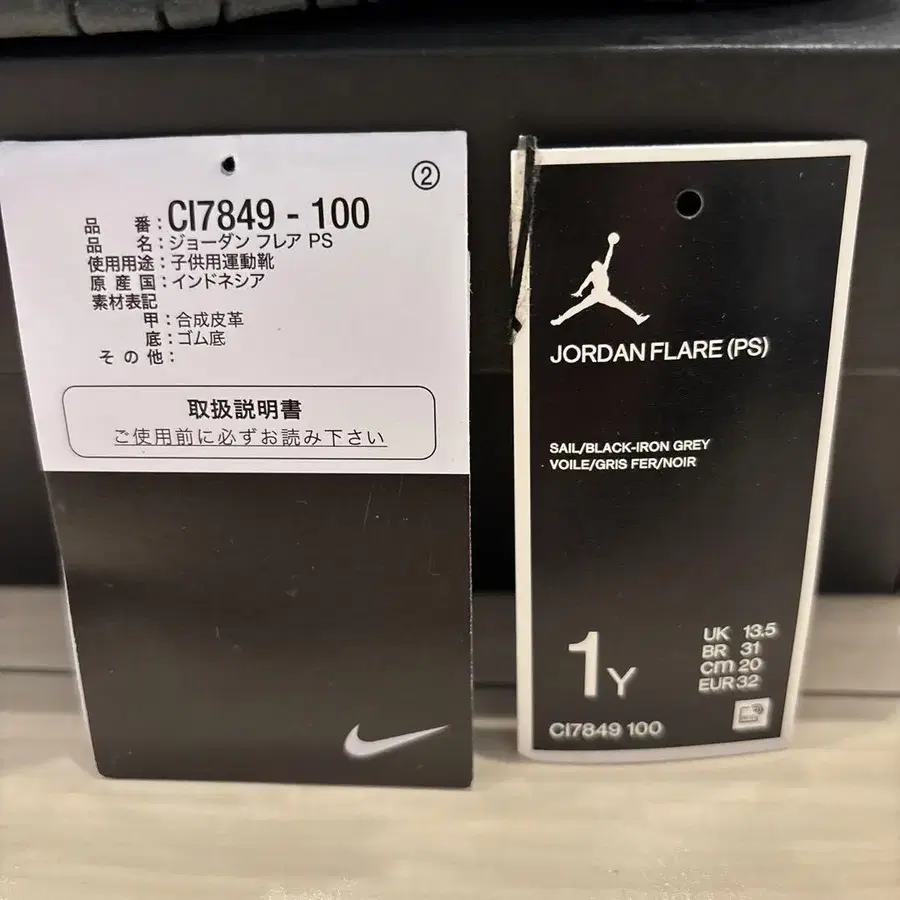 ②
品 番：CI7849 - 100
品 名：ジョーダン フレア PS
使用用途：子供用運動靴
原 産 国：インドネシア
素材表記
甲：合成皮革
底：ゴム底
そ の 他：
取扱説明書
ご使用前に必ずお読み下さい
JORDAN FLARE (PS)
SAIL/BLACK-IRON GREY
VOILE/GRIS FER/NOIR
1Y
UK 13.5
BR 31
cm 20
EUR 32
CI7849 100